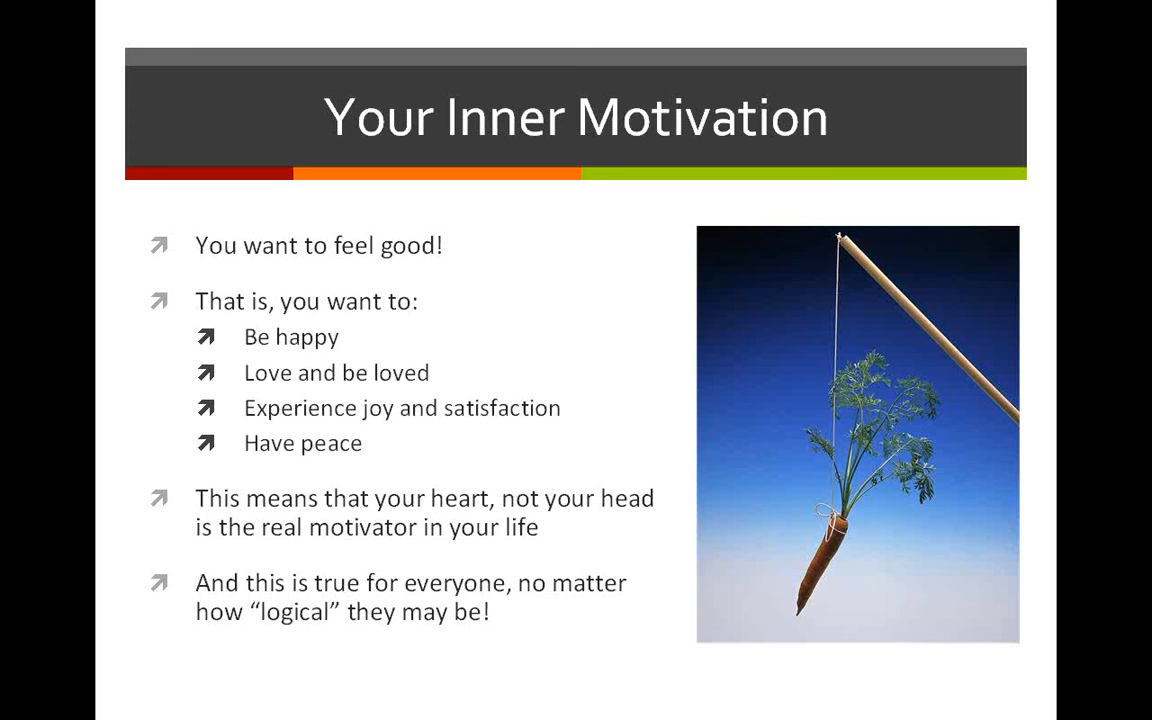 Your Inner Motivation
You want to feel good!
That is, you want to:
Be happy
Love and be loved
Experience joy and satisfaction
Have peace
This means that your heart, not your head
is the real motivator in your life
And this is true for everyone, no matter
how “logical” they may be!